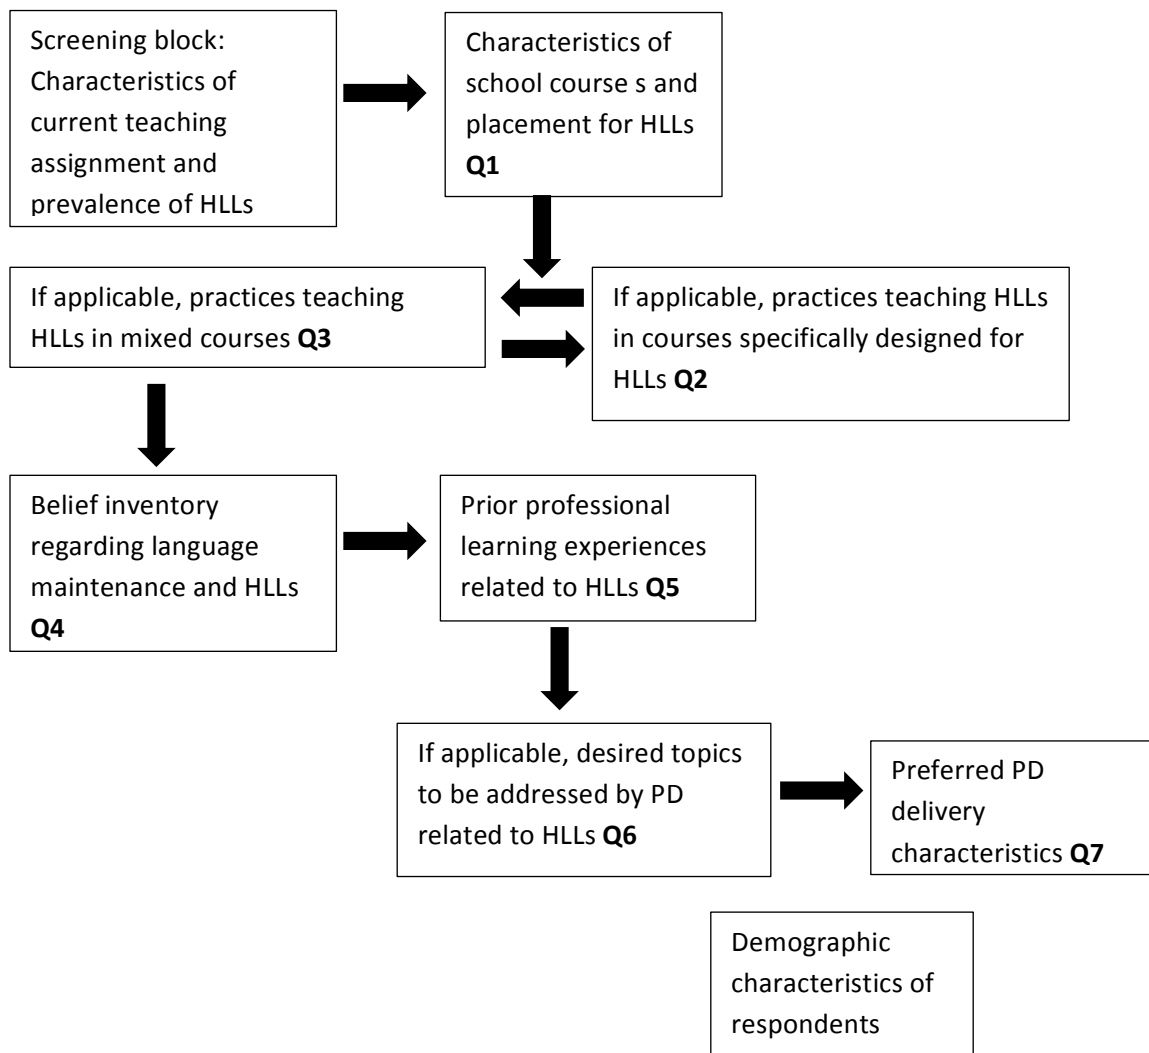 Screening block:
Characteristics of
current teaching
assignment and
prevalence of HLLs
Characteristics of
school course s and
placement for HLLs
Q1
If applicable, practices teaching
HLLs in mixed courses Q3
If applicable, practices teaching HLLs
in courses specifically designed for
HLLs Q2
Belief inventory
regarding language
maintenance and HLLs
Q4
Prior professional
learning experiences
related to HLLs Q5
If applicable, desired topics
to be addressed by PD
related to HLLs Q6
Preferred PD
delivery
characteristics Q7
Demographic
characteristics of
respondents